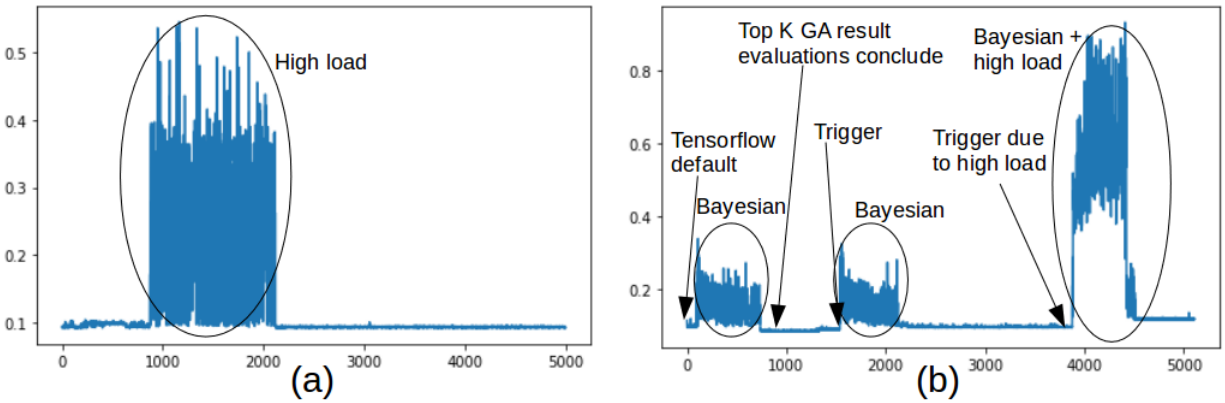 0.5
0.4
0.3
0.2
0.1
High load
0
1000
2000
3000
4000
5000
(a)
0.8
0.6
0.4
0.2
Top K GA result
evaluations conclude
Bayesian +
high load
Tensorflow
default
Trigger
Trigger due
to high load
Bayesian
Bayesian
0
1000
2000
3000
4000
5000
(b)